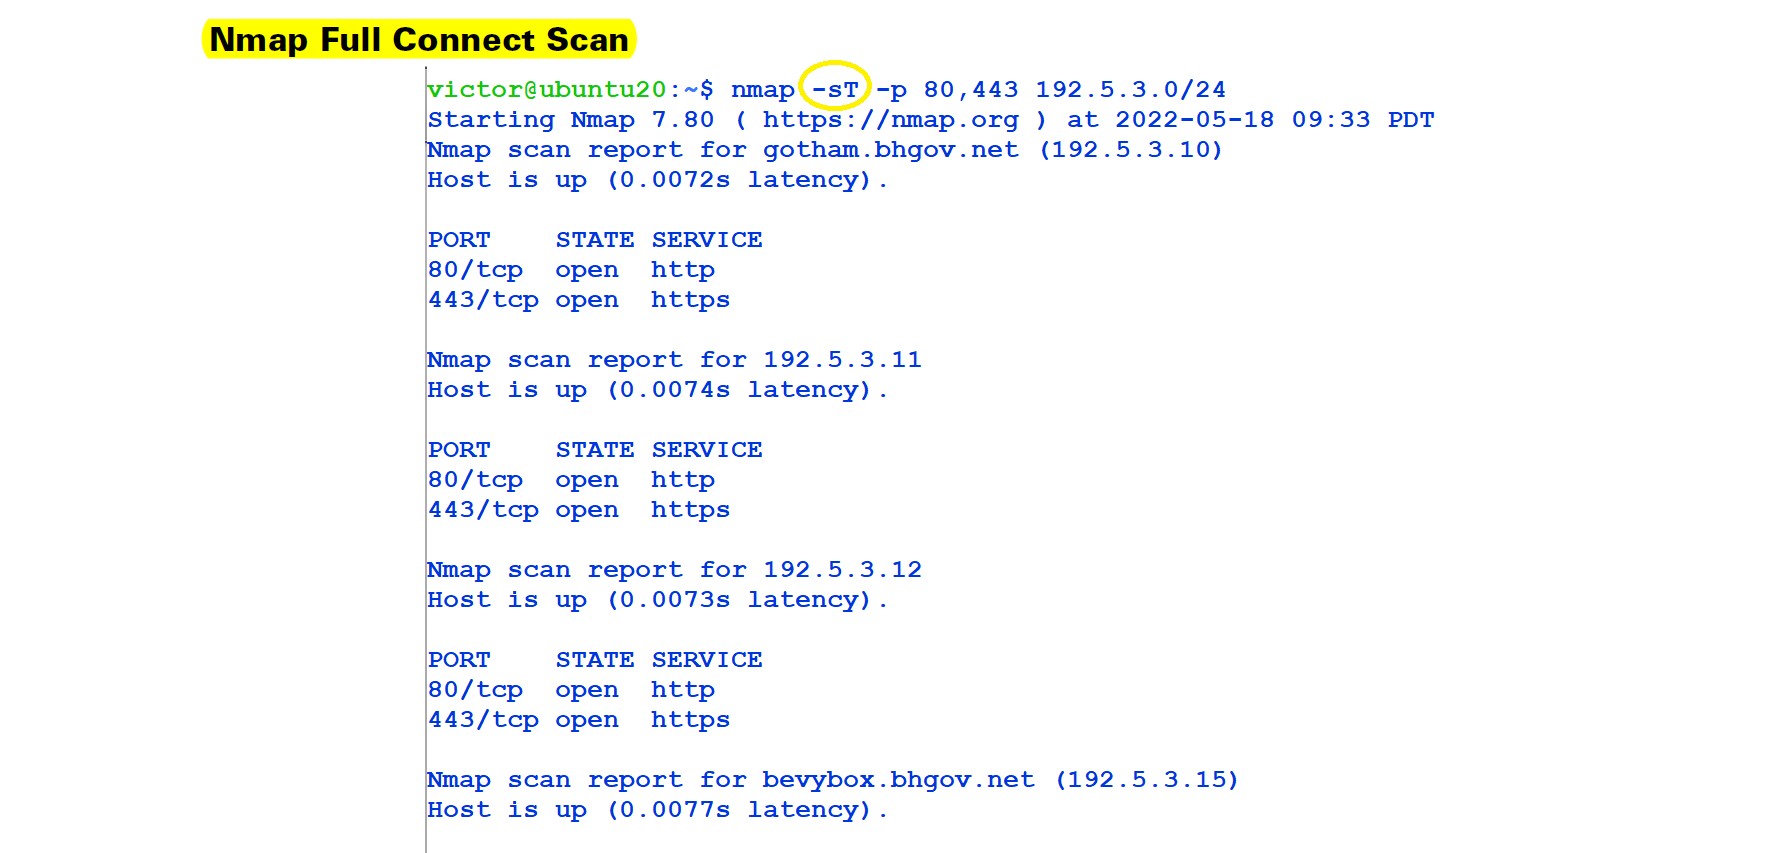 Nmap Full Connect Scan
victor@ubuntu20:~$ nmap -sT -p 80,443 192.5.3.0/24
Starting Nmap 7.80 ( https://nmap.org ) at 2022-05-18 09:33 PDT
Nmap scan report for gotham.bhgov.net (192.5.3.10)
Host is up (0.0072s latency).
PORT    STATE SERVICE
80/tcp  open  http
443/tcp open  https
Nmap scan report for 192.5.3.11
Host is up (0.0074s latency).
PORT    STATE SERVICE
80/tcp  open  http
443/tcp open  https
Nmap scan report for 192.5.3.12
Host is up (0.0073s latency).
PORT    STATE SERVICE
80/tcp  open  http
443/tcp open  https
Nmap scan report for bevybox.bhgov.net (192.5.3.15)
Host is up (0.0077s latency).